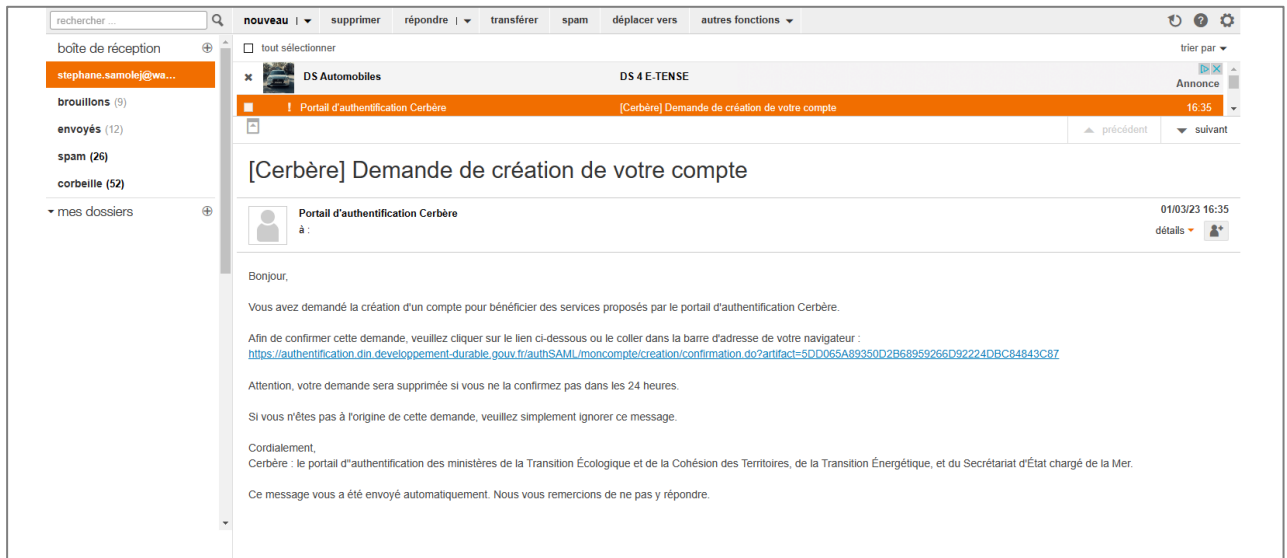 rechercher ...
nouveau | supprimer répondre | transférer spam déplacer vers autres fonctions
boîte de réception
tout sélectionner
trier par
stephane.samolej@wa...
DS Automobiles DS 4 E-TENSE
Annonce
brouillons (9)
! Portail d'authentification Cerbère [Cerbère] Demande de création de votre compte 16:35
envoyés (12)
précédent suivant
spam (26)
corbeille (52)
mes dossiers
[Cerbère] Demande de création de votre compte
Portail d'authentification Cerbère
01/03/23 16:35
à :
détails
Bonjour,
Vous avez demandé la création d'un compte pour bénéficier des services proposés par le portail d'authentification Cerbère.
Afin de confirmer cette demande, veuillez cliquer sur le lien ci-dessous ou le coller dans la barre d'adresse de votre navigateur :
https://authentification.din.developpement-durable.gouv.fr/authSAML/moncompte/creation/confirmation.do?artifact=5DD065A89350D2B68959266D92224DBC84843C87
Attention, votre demande sera supprimée si vous ne la confirmez pas dans les 24 heures.
Si vous n'êtes pas à l'origine de cette demande, veuillez simplement ignorer ce message.
Cordialement,
Cerbère : le portail d''authentification des ministères de la Transition Écologique et de la Cohésion des Territoires, de la Transition Énergétique, et du Secrétariat d'État chargé de la Mer.
Ce message vous a été envoyé automatiquement. Nous vous remercions de ne pas y répondre.